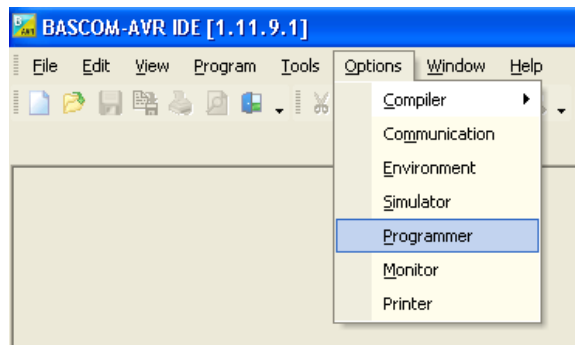 BASCOM-AVR IDE [1.11.9.1]
File Edit View Program Tools Options Window Help
Compiler
Communication
Environment
Simulator
Programmer
Monitor
Printer